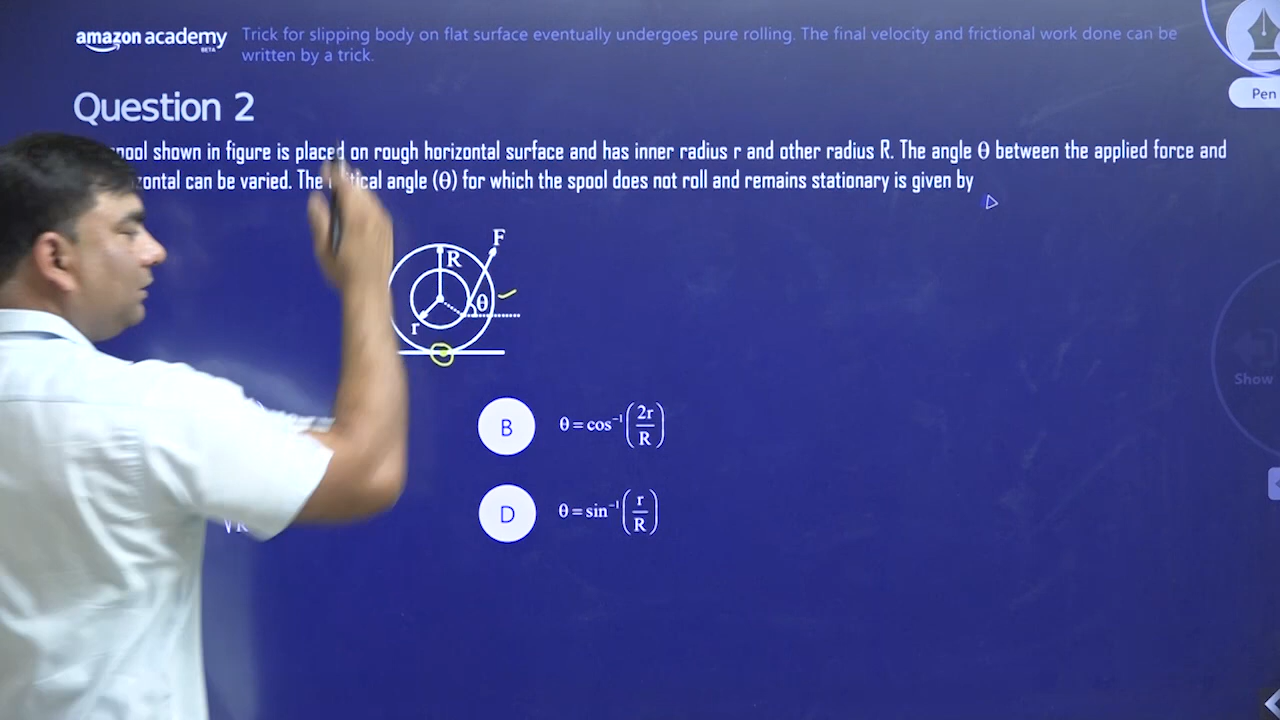 amazon academy
BETA
Trick for slipping body on flat surface eventually undergoes pure rolling. The final velocity and frictional work done can be
written by a trick.
Pen
Question 2
shown in figure is placed on rough horizontal surface and has inner radius r and other radius R. The angle θ between the applied force and
can be varied. The angle (θ) for which the spool does not roll and remains stationary is given by
F
R
θ
r
Show
B θ = cos⁻¹(2r/R)
D θ = sin⁻¹(r/R)